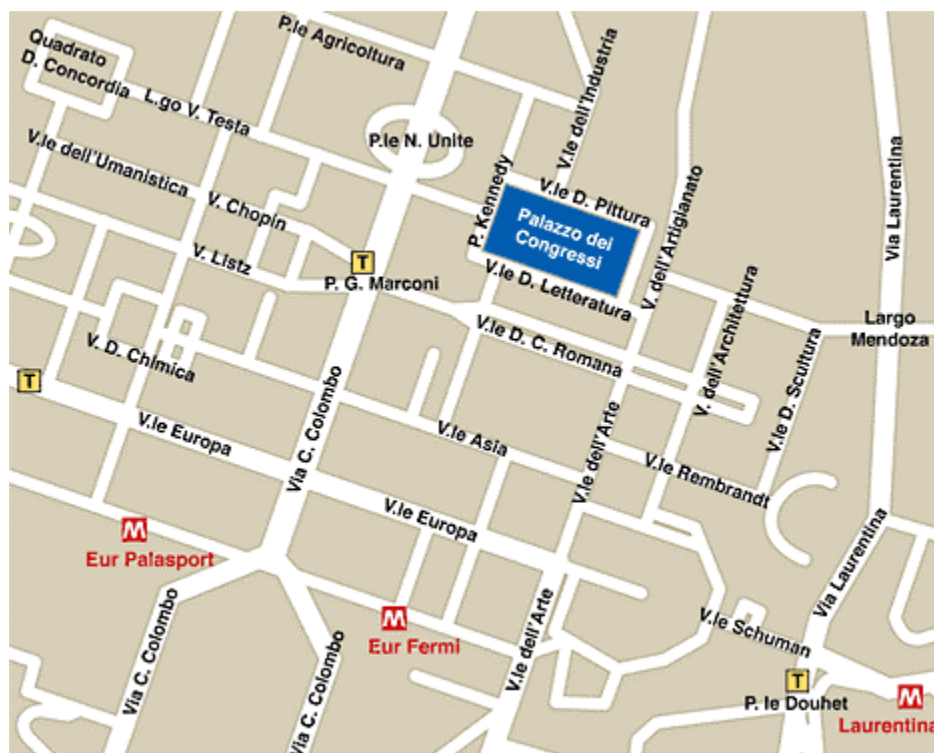 P.le Agricoltura
Quadrato
D. Concordia
L.go V. Testa
V.le dell'Industria
P.le N. Unite
V.le dell'Umanistica
P. Kennedy
V.le D. Pittura
Via Laurentina
V. Chopin
Palazzo dei
Congressi
V. dell'Artigianato
V. Listz
T
P. G. Marconi
V.le D. Letteratura
V. dell'Architettura
Largo
Mendoza
V.le D. C. Romana
V. D. Chimica
V.le D. Scultura
T
V.le Europa
Via C. Colombo
V.le Asia
V.le dell'Arte
V.le Rembrandt
V.le Europa
M
Eur Palasport
Via Laurentina
M
Eur Fermi
V.le Schuman
Via C. Colombo
Via C. Colombo
V.le dell'Arte
T
P. le Douhet
M
Laurentina